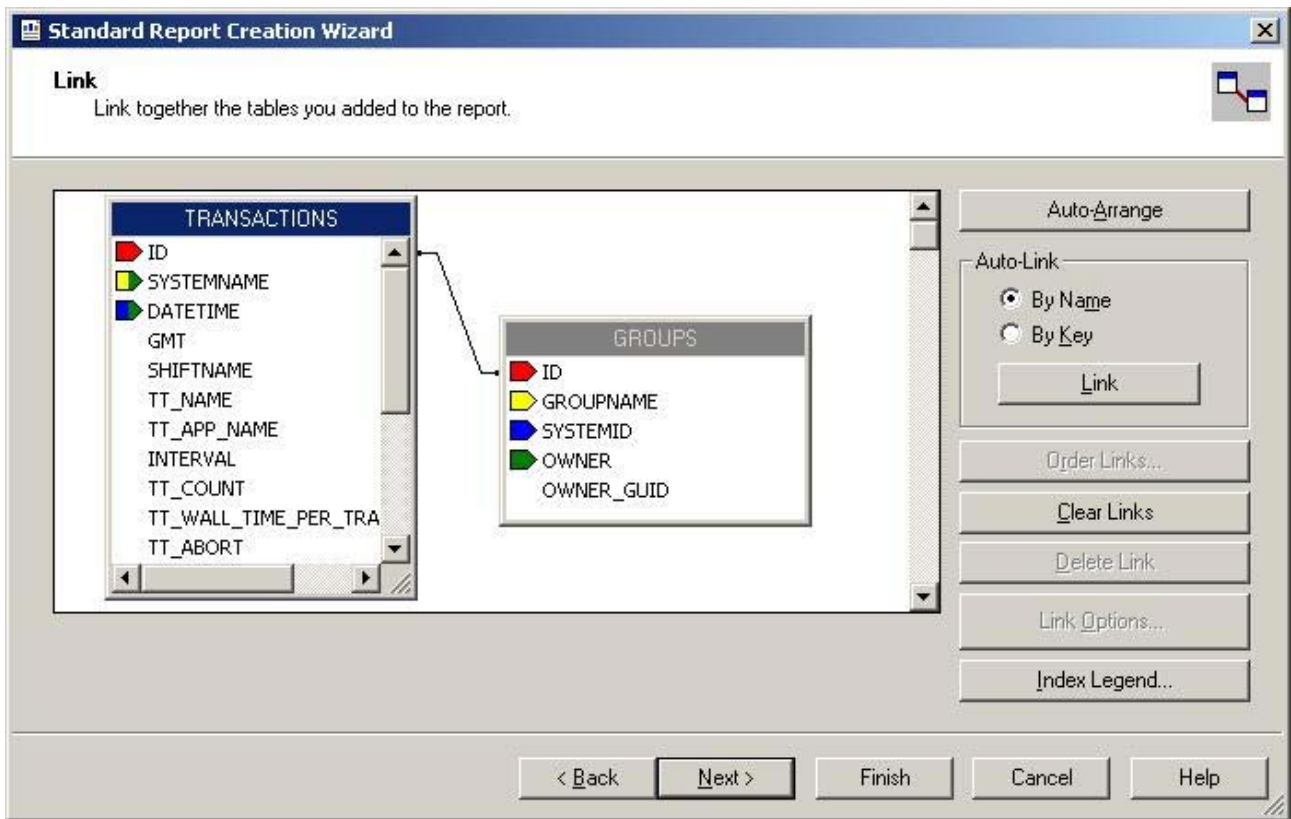 Standard Report Creation Wizard
Link
Link together the tables you added to the report.
TRANSACTIONS
ID
SYSTEMNAME
DATETIME
GMT
SHIFTNAME
TT_NAME
TT_APP_NAME
INTERVAL
TT_COUNT
TT_WALL_TIME_PER_TRA
TT_ABORT
GROUPS
ID
GROUPNAME
SYSTEMID
OWNER
OWNER_GUID
Auto-Arrange
Auto-Link
By Name
By Key
Link
Order Links...
Clear Links
Delete Link
Link Options...
Index Legend...
< Back
Next >
Finish
Cancel
Help